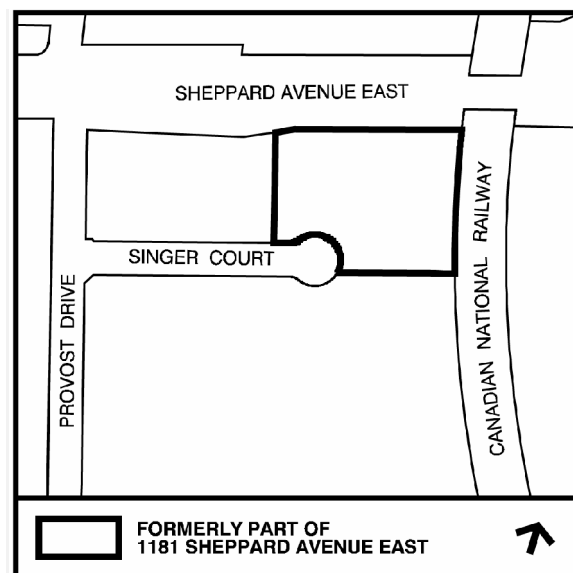 SHEPPARD AVENUE EAST
SINGER COURT
PROVOST DRIVE
CANADIAN NATIONAL RAILWAY
FORMERLY PART OF
1181 SHEPPARD AVENUE EAST